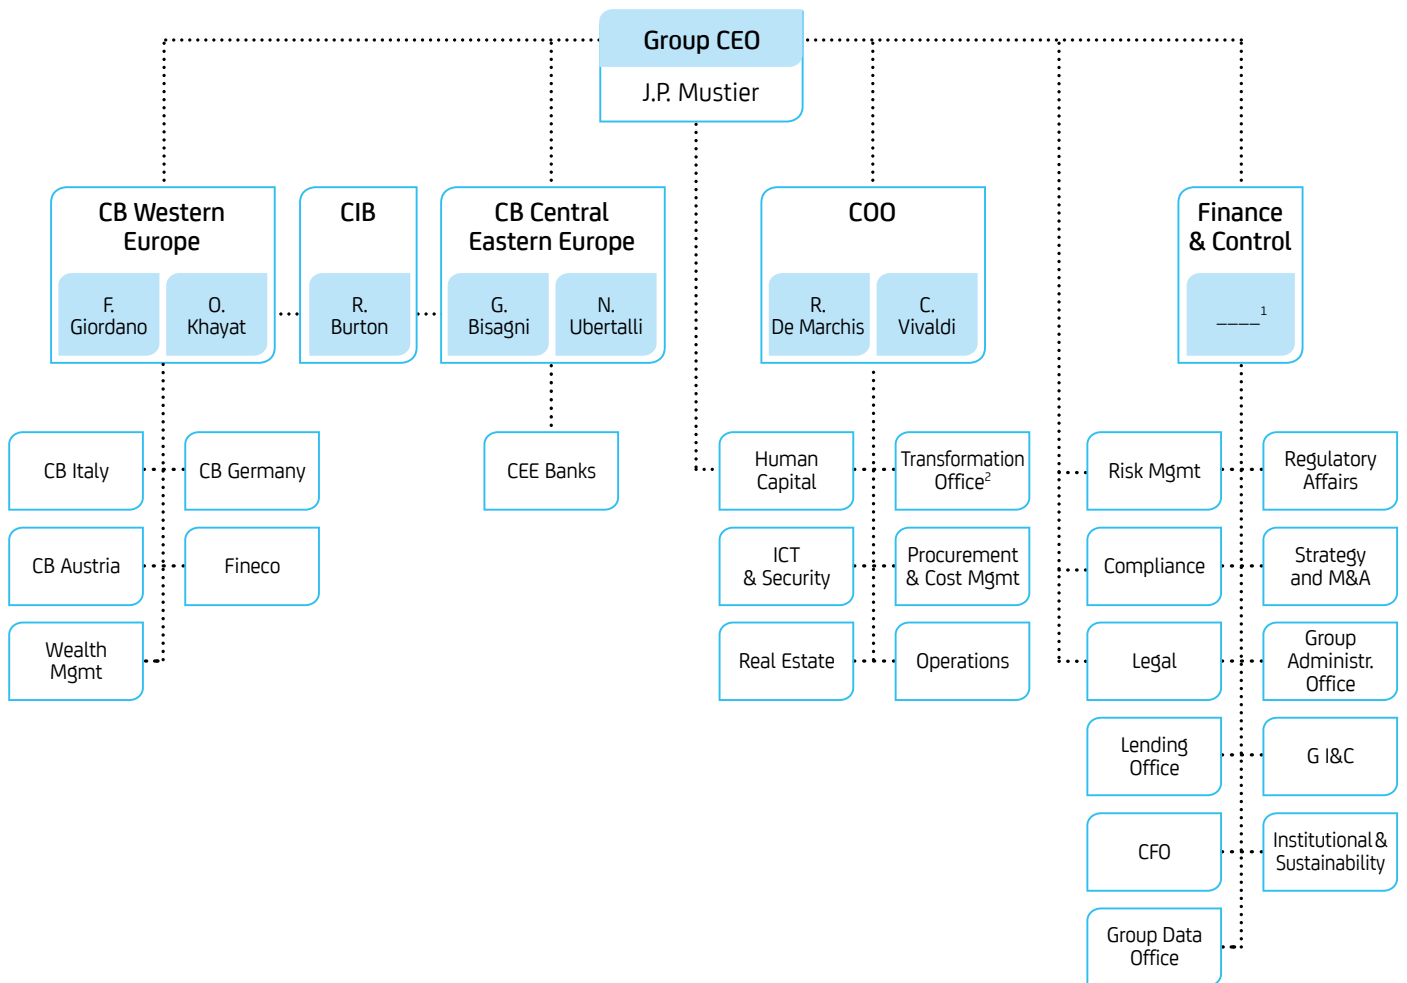 Group CEO
J.P. Mustier
CB Western
Europe
F.
Giordano
O.
Khayat
CIB
R.
Burton
CB Central
Eastern Europe
G.
Bisagni
N.
Ubertalli
COO
R.
De Marchis
C.
Vivaldi
Finance
& Control
____1
CB Italy
CB Germany
CB Austria
Fineco
Wealth
Mgmt
CEE Banks
Human
Capital
Transformation
Office2
ICT
& Security
Procurement
& Cost Mgmt
Real Estate
Operations
Risk Mgmt
Regulatory
Affairs
Compliance
Strategy
and M&A
Legal
Group
Administr.
Office
Lending
Office
G I&C
CFO
Institutional &
Sustainability
Group Data
Office